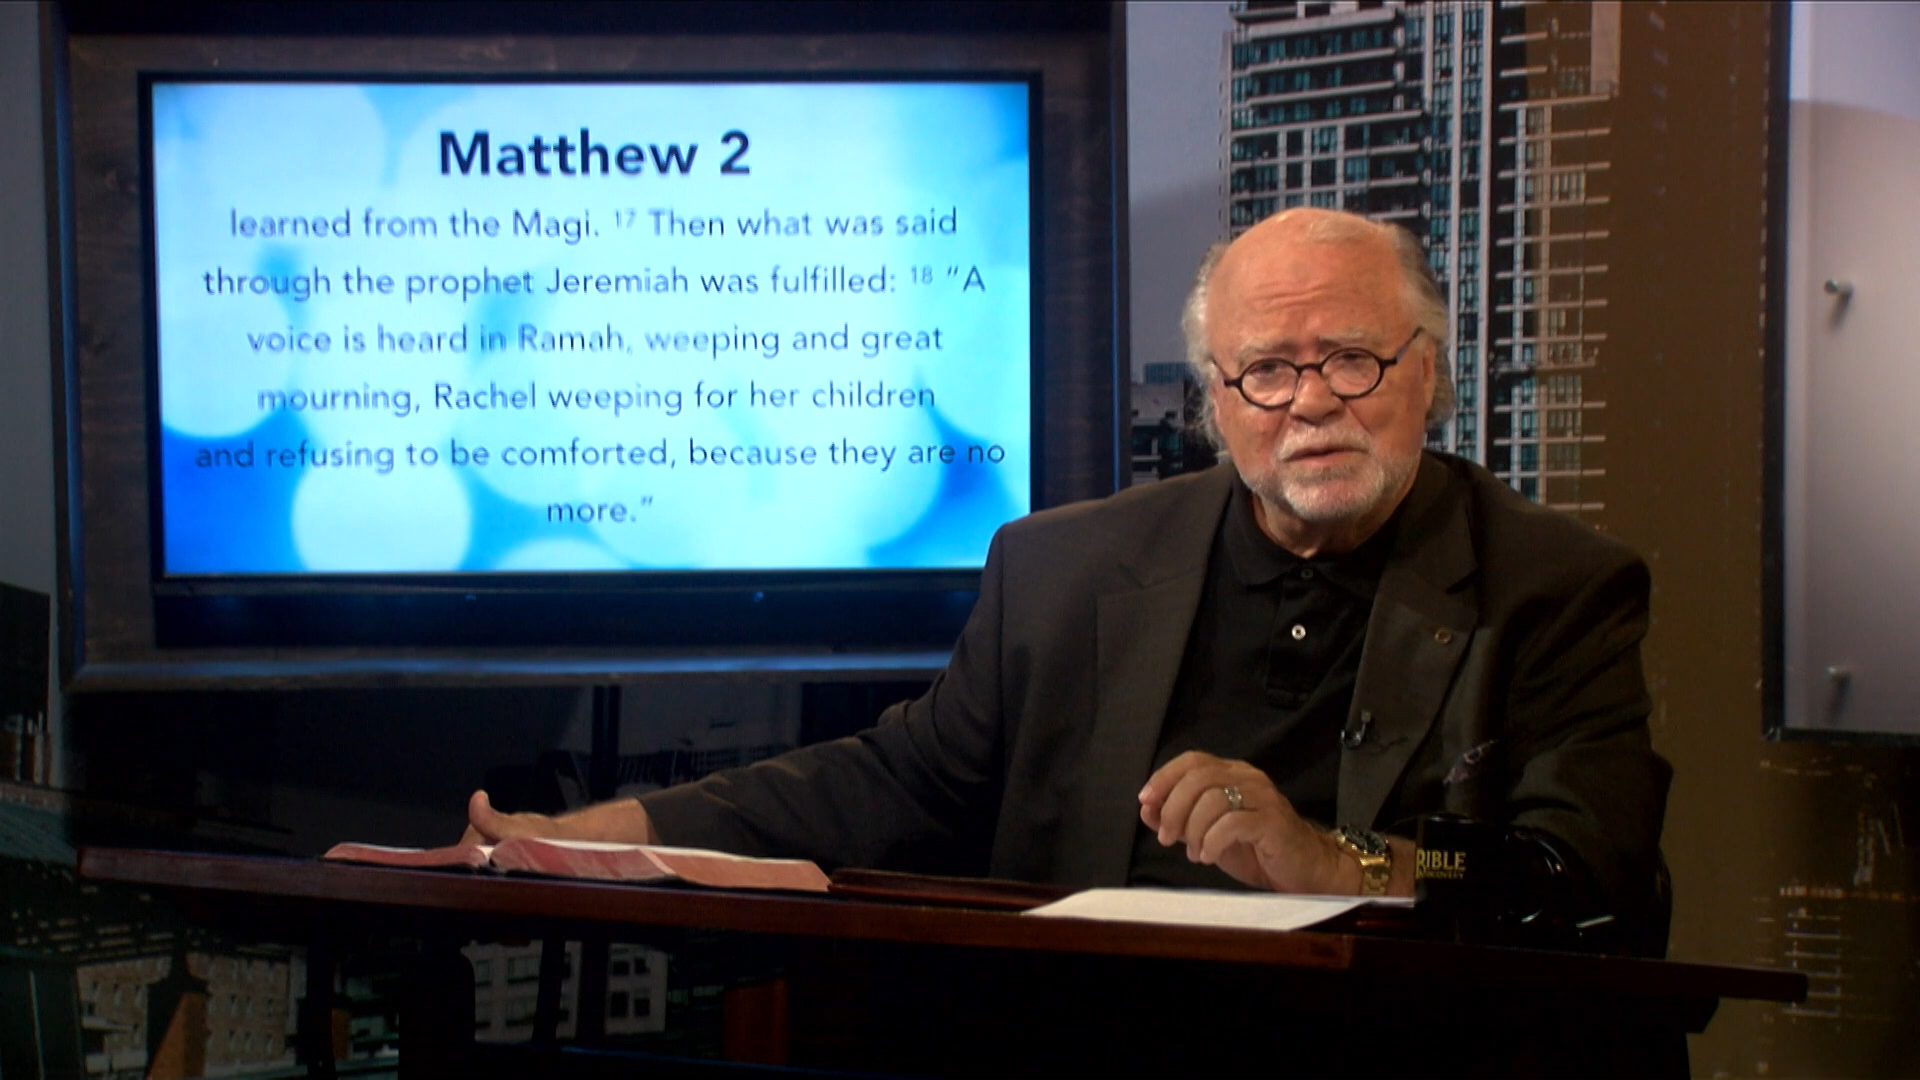 Matthew 2
learned from the Magi. 17 Then what was said
through the prophet Jeremiah was fulfilled: 18 “A
voice is heard in Ramah, weeping and great
mourning, Rachel weeping for her children
and refusing to be comforted, because they are no
more.”
BIBLE